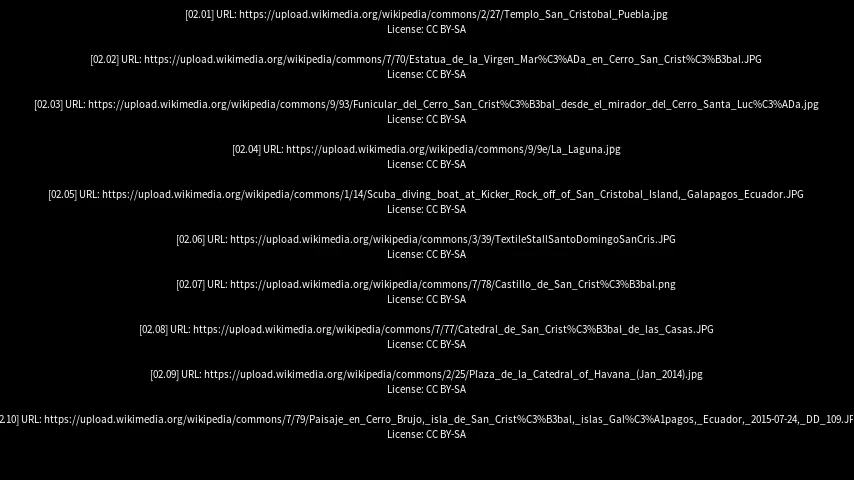 [02.01] URL: https://upload.wikimedia.org/wikipedia/commons/2/27/Templo_San_Cristobal_Puebla.jpg
License: CC BY-SA
[02.02] URL: https://upload.wikimedia.org/wikipedia/commons/7/70/Estatua_de_la_Virgen_Mar%C3%ADa_en_Cerro_San_Crist%C3%B3bal.JPG
License: CC BY-SA
[02.03] URL: https://upload.wikimedia.org/wikipedia/commons/9/93/Funicular_del_Cerro_San_Crist%C3%B3bal_desde_el_mirador_del_Cerro_Santa_Luc%C3%ADa.jpg
License: CC BY-SA
[02.04] URL: https://upload.wikimedia.org/wikipedia/commons/9/9e/La_Laguna.jpg
License: CC BY-SA
[02.05] URL: https://upload.wikimedia.org/wikipedia/commons/1/14/Scuba_diving_boat_at_Kicker_Rock_off_of_San_Cristobal_Island,_Galapagos_Ecuador.JPG
License: CC BY-SA
[02.06] URL: https://upload.wikimedia.org/wikipedia/commons/3/39/TextileStallSantoDomingoSanCris.JPG
License: CC BY-SA
[02.07] URL: https://upload.wikimedia.org/wikipedia/commons/7/78/Castillo_de_San_Crist%C3%B3bal.png
License: CC BY-SA
[02.08] URL: https://upload.wikimedia.org/wikipedia/commons/7/77/Catedral_de_San_Crist%C3%B3bal_de_las_Casas.JPG
License: CC BY-SA
[02.09] URL: https://upload.wikimedia.org/wikipedia/commons/2/25/Plaza_de_la_Catedral_of_Havana_(Jan_2014).jpg
License: CC BY-SA
2.10] URL: https://upload.wikimedia.org/wikipedia/commons/7/79/Paisaje_en_Cerro_Brujo,_isla_de_San_Crist%C3%B3bal,_islas_Gal%C3%A1pagos,_Ecuador,_2015-07-24,_DD_109.JP
License: CC BY-SA